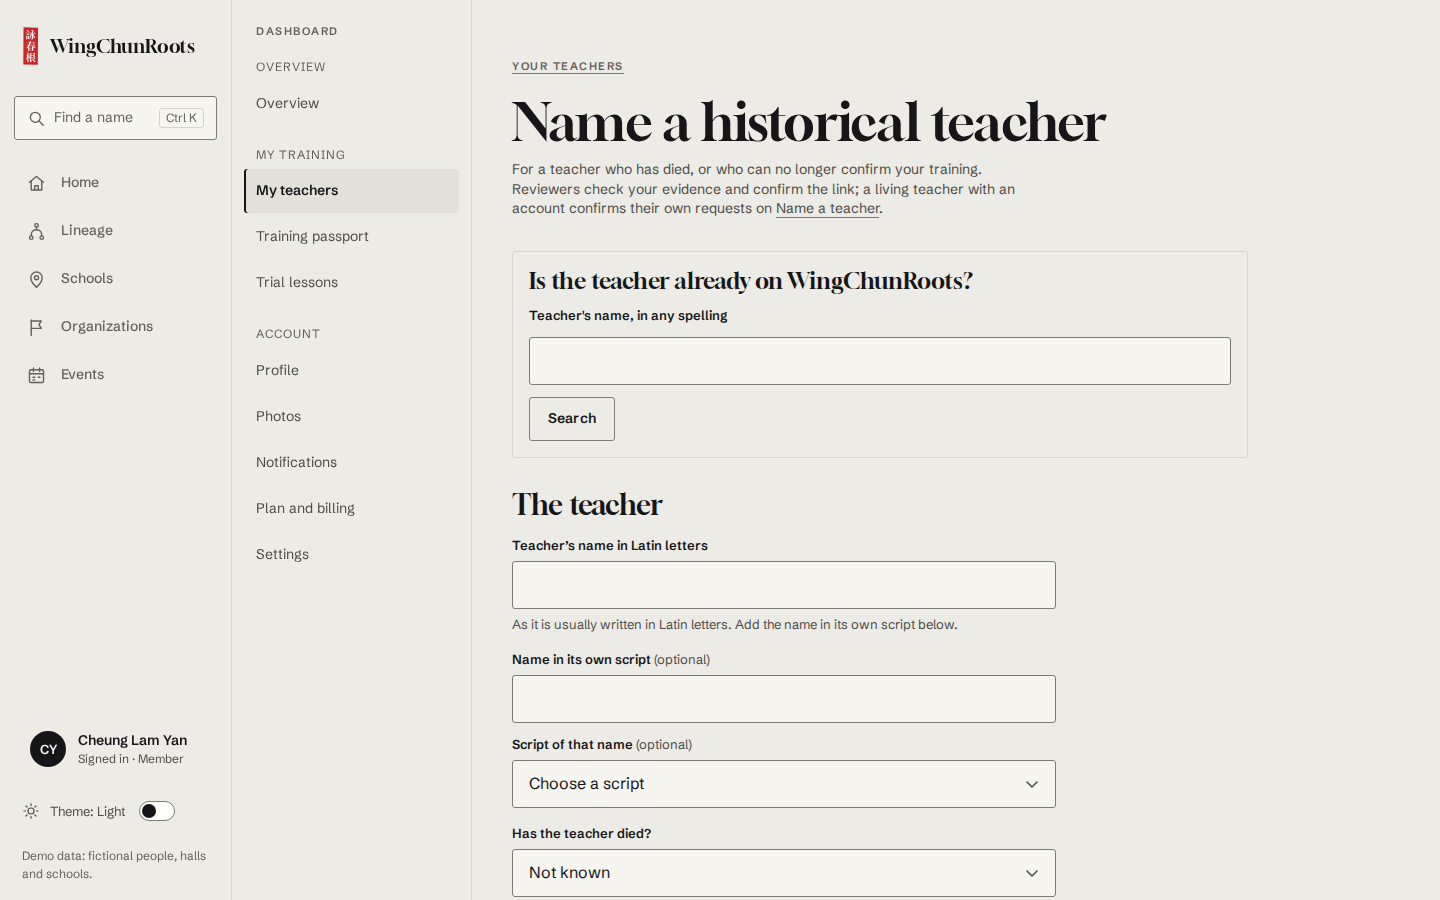 詠春根
WingChunRoots
Find a name
Ctrl K
Home
Lineage
Schools
Organizations
Events
CY
Cheung Lam Yan
Signed in · Member
Theme: Light
Demo data: fictional people, halls
and schools.
DASHBOARD
OVERVIEW
Overview
MY TRAINING
My teachers
Training passport
Trial lessons
ACCOUNT
Profile
Photos
Notifications
Plan and billing
Settings
YOUR TEACHERS
Name a historical teacher
For a teacher who has died, or who can no longer confirm your training.
Reviewers check your evidence and confirm the link; a living teacher with an
account confirms their own requests on Name a teacher.
Is the teacher already on WingChunRoots?
Teacher's name, in any spelling
Search
The teacher
Teacher’s name in Latin letters
As it is usually written in Latin letters. Add the name in its own script below.
Name in its own script (optional)
Script of that name (optional)
Choose a script
Has the teacher died?
Not known